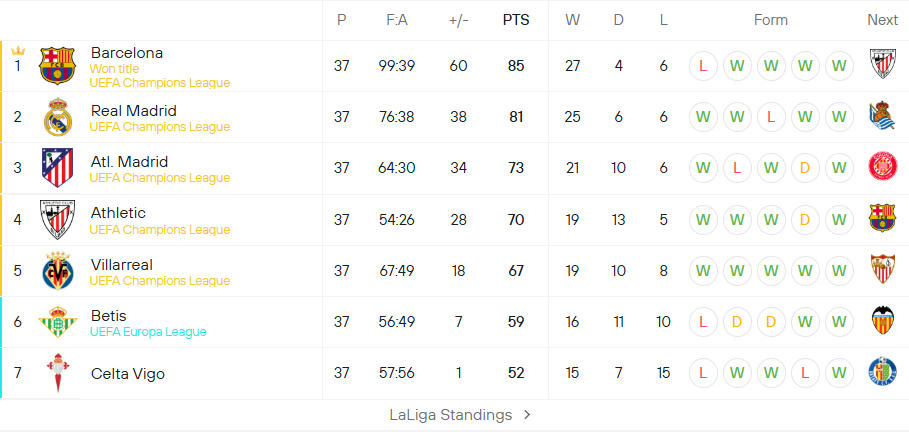 P F:A +/- PTS W D L Form Next
1 Barcelona 37 99:39 60 85 27 4 6 L W W W W
Won title
UEFA Champions League
2 Real Madrid 37 76:38 38 81 25 6 6 W W L W W
UEFA Champions League
3 Atl. Madrid 37 64:30 34 73 21 10 6 W L W D W
UEFA Champions League
4 Athletic 37 54:26 28 70 19 13 5 W W W D W
UEFA Champions League
5 Villarreal 37 67:49 18 67 19 10 8 W W W W W
UEFA Champions League
6 Betis 37 56:49 7 59 16 11 10 L D D W W
UEFA Europa League
7 Celta Vigo 37 57:56 1 52 15 7 15 L W W L W
LaLiga Standings >